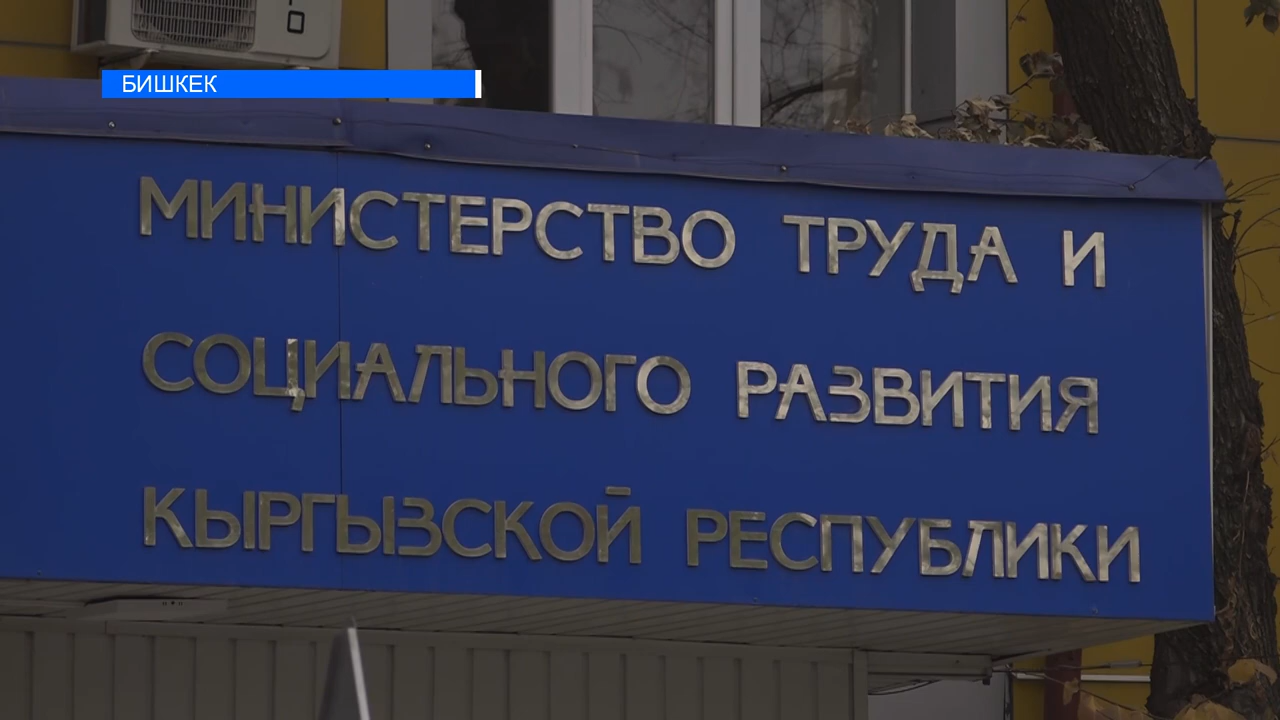 БИШКЕК
МИНИСТЕРСТВО ТРУДА И
СОЦИАЛЬНОГО РАЗВИТИЯ
КЫРГЫЗСКОЙ РЕСПУБЛИКИ